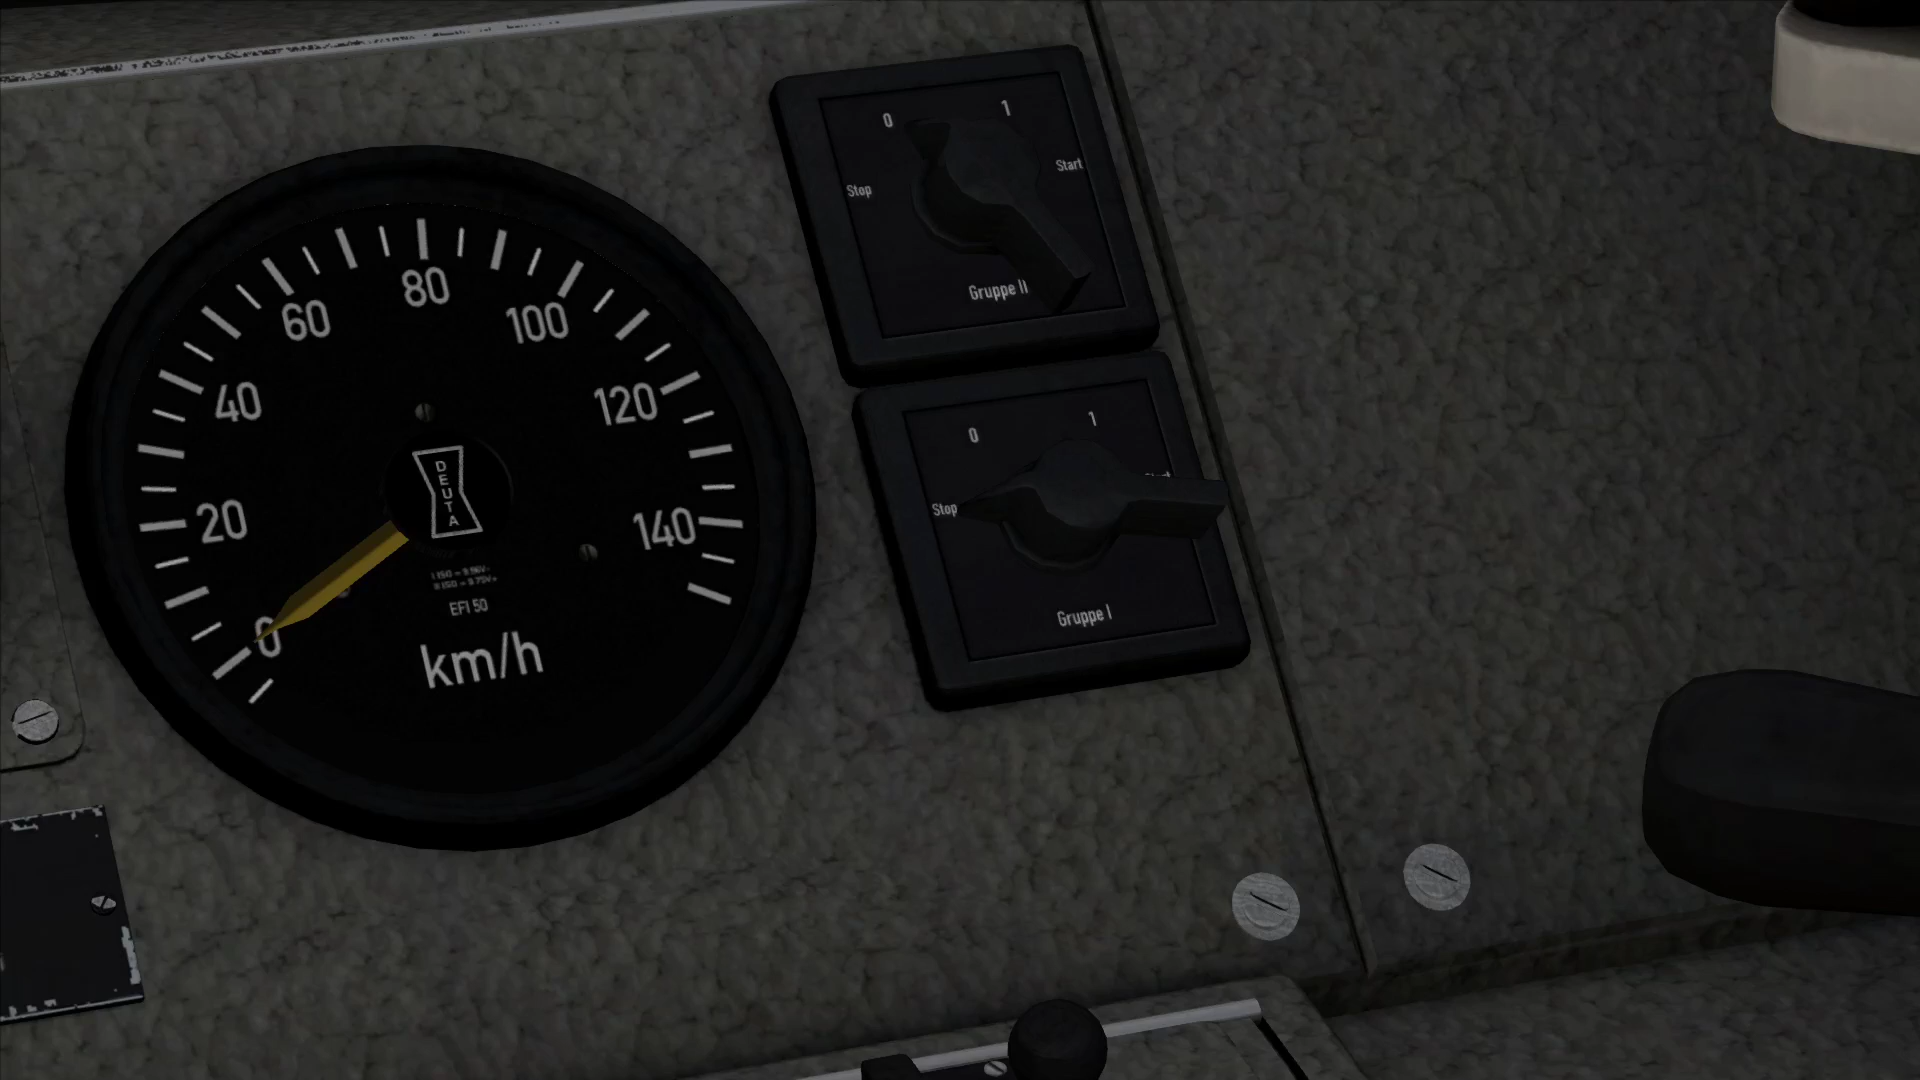 0
20
40
60
80
100
120
140
DEUTA
EFI 50
km/h
0 1
Stop Start
Gruppe II
0 1
Stop
Gruppe I